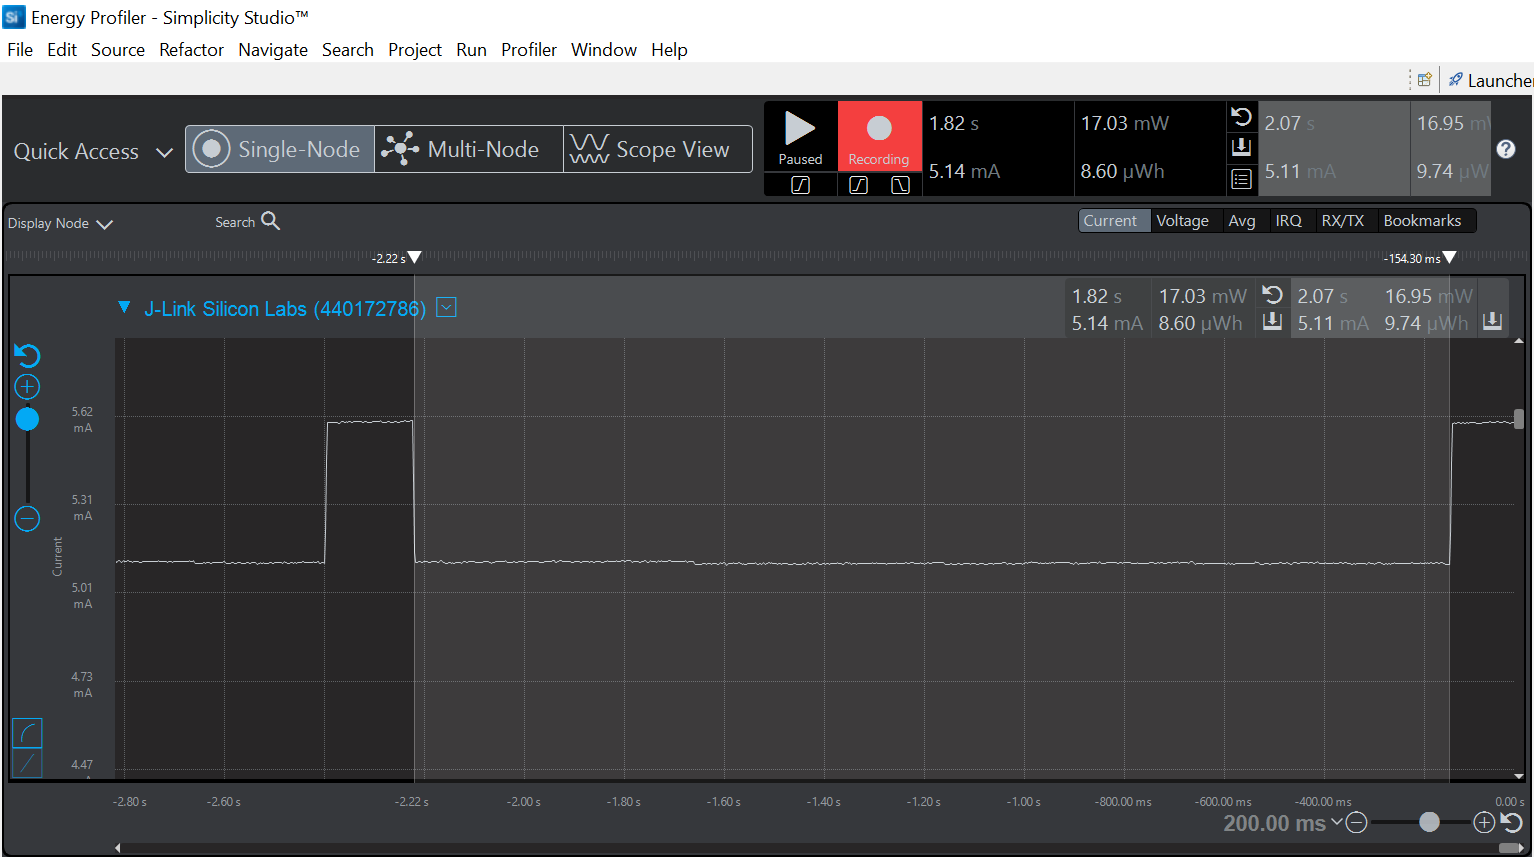 Si Energy Profiler - Simplicity Studio™
File Edit Source Refactor Navigate Search Project Run Profiler Window Help
Launcher
Quick Access Single-Node Multi-Node Scope View
Paused Recording
1.82 s 17.03 mW 2.07 s 16.95 mW
5.14 mA 8.60 µWh 5.11 mA 9.74 µW
?
Display Node Search Current Voltage Avg IRQ RX/TX Bookmarks
-2.22 s -154.30 ms
J-Link Silicon Labs (440172786)
1.82 s 17.03 mW 2.07 s 16.95 mW
5.14 mA 8.60 µWh 5.11 mA 9.74 µWh
5.62
mA
5.31
mA
Current
5.01
mA
4.73
mA
4.47
-2.80 s -2.60 s -2.22 s -2.00 s -1.80 s -1.60 s -1.40 s -1.20 s -1.00 s -800.00 ms -600.00 ms -400.00 ms 0.00 s
200.00 ms